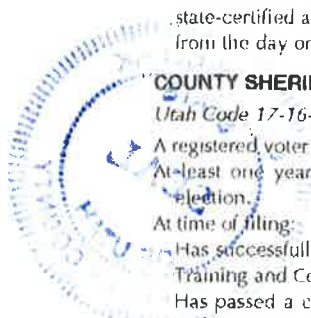 state-certified a
from the day or
COUNTY SHERI
Utah Code 17-16-
A registered voter
At least one year
election.
At time of filing:
Has successfull
Training and Ce
Has passed a c